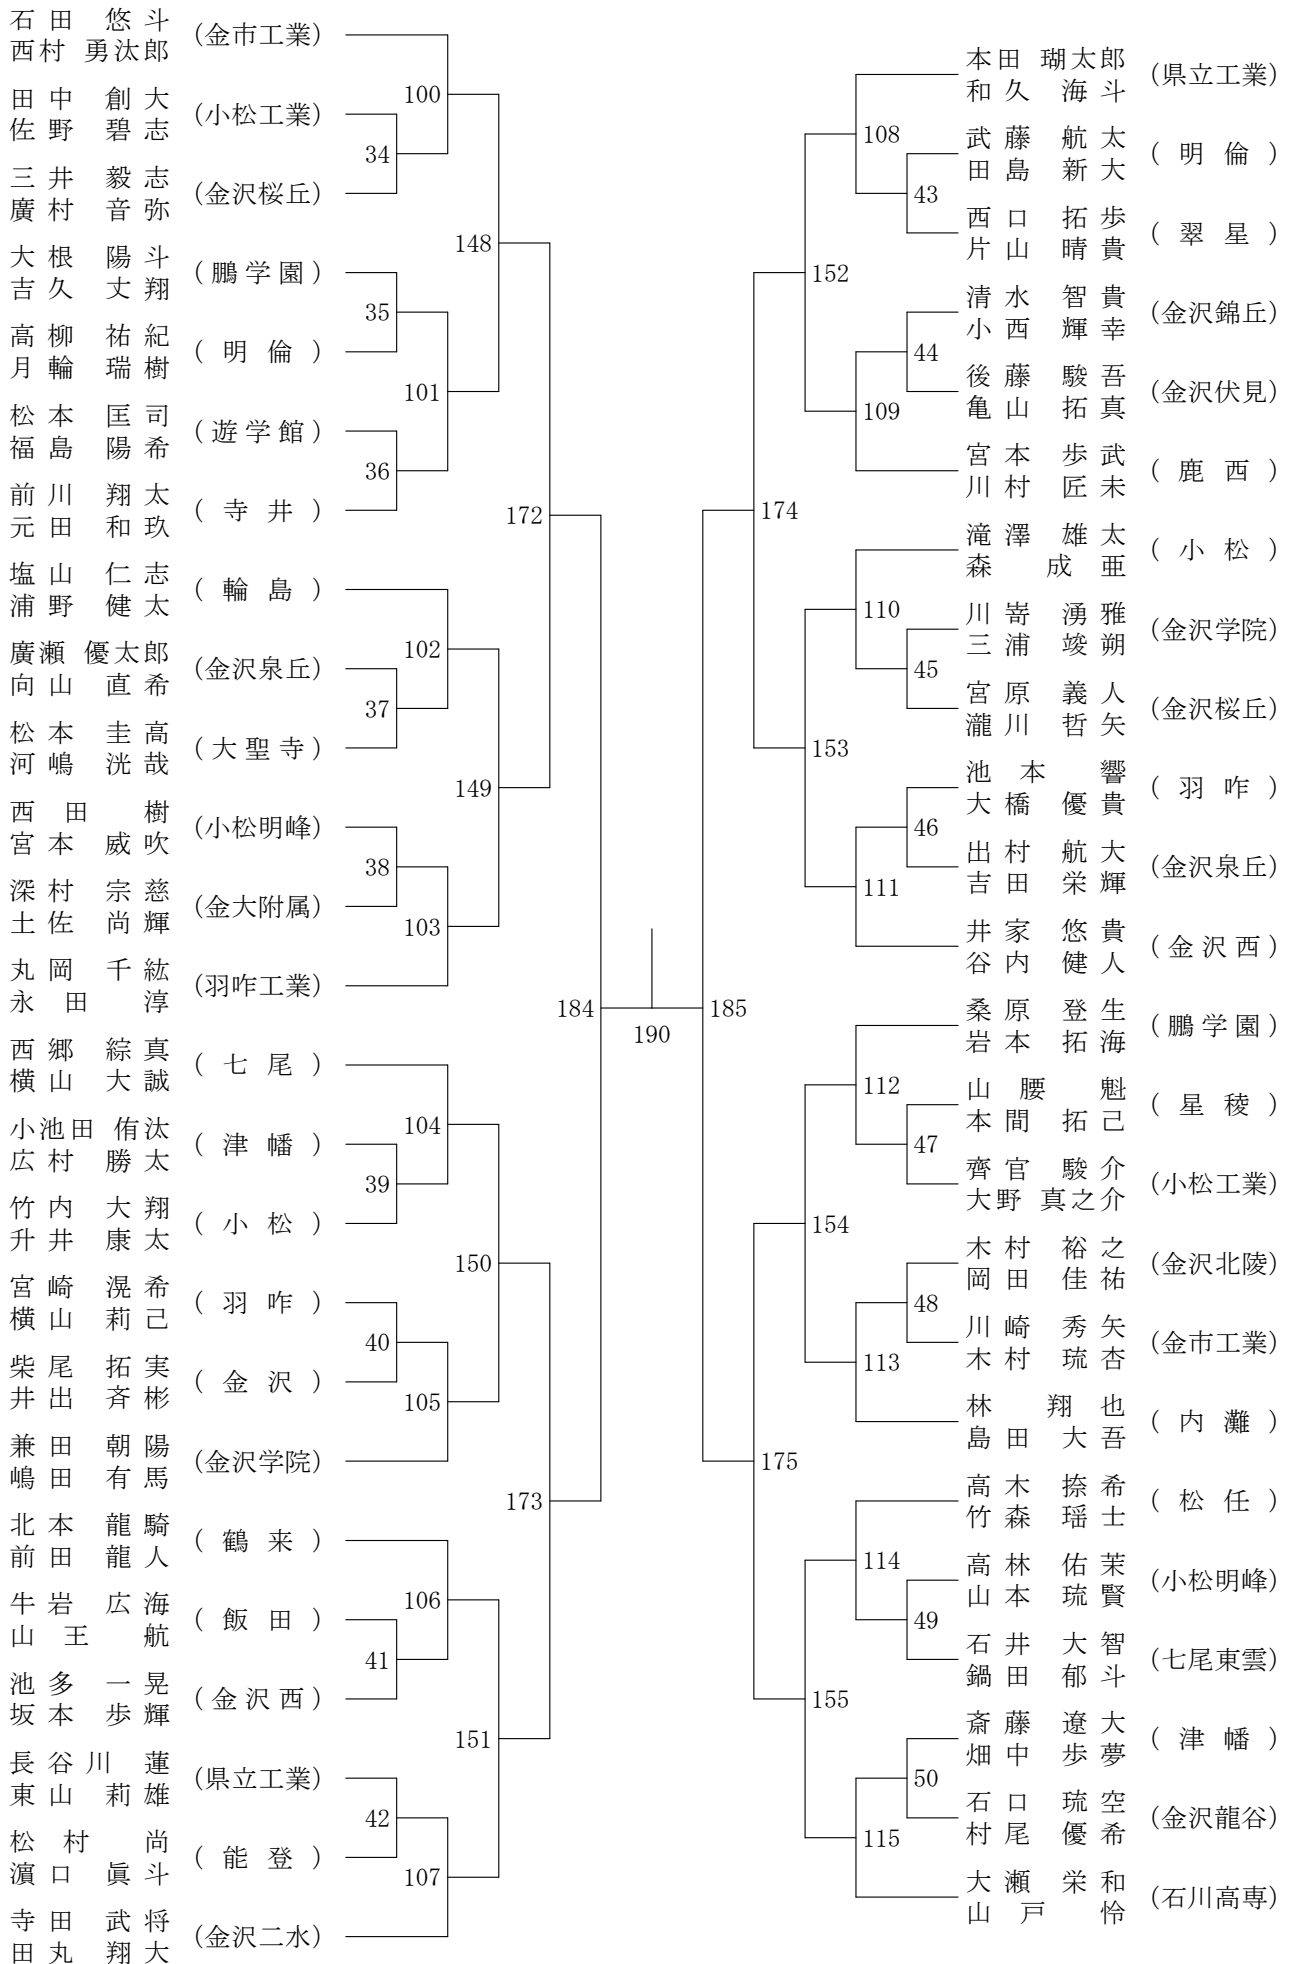 石田 悠斗
西村 勇汰郎
(金市工業)
田中 創大
佐野 碧志
(小松工業)
三井 毅志
廣村 音弥
(金沢桜丘)
大根 陽斗
吉久 丈翔
(鵬学園)
高柳 祐紀
月輪 瑞樹
(明倫)
松本 匡司
福島 陽希
(遊学館)
前川 翔太
元田 和玖
(寺井)
塩山 仁志
浦野 健太
(輪島)
廣瀬 優太郎
向山 直希
(金沢泉丘)
松本 圭高
河嶋 洸哉
(大聖寺)
西田 樹
宮本 威吹
(小松明峰)
深村 宗慈
土佐 尚輝
(金大附属)
丸岡 千紘
永田 淳
(羽咋工業)
西郷 綜真
横山 大誠
(七尾)
小池田 侑汰
広村 勝太
(津幡)
竹内 大翔
升井 康太
(小松)
宮崎 滉希
横山 莉己
(羽咋)
柴尾 拓実
井出 斉彬
(金沢)
兼田 朝陽
嶋田 有馬
(金沢学院)
北本 龍騎
前田 龍人
(鶴来)
牛岩 広海
山王 航
(飯田)
池多 一晃
坂本 歩輝
(金沢西)
長谷川 蓮
東山 莉雄
(県立工業)
松村 尚
濵口 眞斗
(能登)
寺田 武将
田丸 翔大
(金沢二水)
100
34
148
35
101
36
172
102
37
149
38
103
184
104
39
150
40
105
173
106
41
151
42
107
190
185
108
43
152
44
109
174
110
45
153
46
111
112
47
154
48
113
175
114
49
155
50
115
本田 瑚太郎
和久 海斗
(県立工業)
武藤 航太
田島 新大
(明倫)
西口 拓歩
片山 晴貴
(翠星)
清水 智貴
小西 輝幸
(金沢錦丘)
後藤 駿吾
亀山 拓真
(金沢伏見)
宮本 歩武
川村 匠未
(鹿西)
滝澤 雄太
森 成亜
(小松)
川嵜 湧雅
三浦 竣朔
(金沢学院)
宮原 義人
瀧川 哲矢
(金沢桜丘)
池本 響
大橋 優貴
(羽咋)
出村 航大
吉田 栄輝
(金沢泉丘)
井家 悠貴
谷内 健人
(金沢西)
桑原 登生
岩本 拓海
(鵬学園)
山腰 魁
本間 拓己
(星稜)
齊官 駿介
大野 真之介
(小松工業)
木村 裕之
岡田 佳祐
(金沢北陵)
川崎 秀矢
木村 琉杏
(金市工業)
林 翔也
島田 大吾
(内灘)
高木 捺希
竹森 瑶士
(松任)
高林 佑茉
山本 琉賢
(小松明峰)
石井 大智
鍋田 郁斗
(七尾東雲)
斎藤 遼大
畑中 歩夢
(津幡)
石口 琉空
村尾 優希
(金沢龍谷)
大瀬 栄和
山戸 怜
(石川高専)